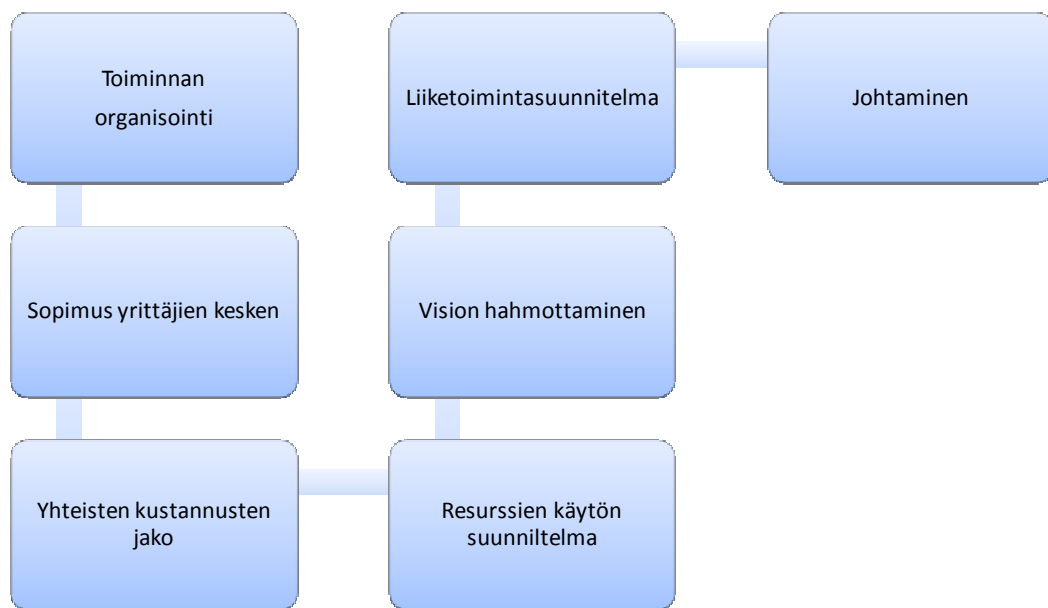 Toiminnan
organisointi
Sopimus yrittäjien kesken
Yhteisten kustannusten
jako
Resurssien käytön
suunniltelma
Vision hahmottaminen
Liiketoimintasuunnitelma
Johtaminen